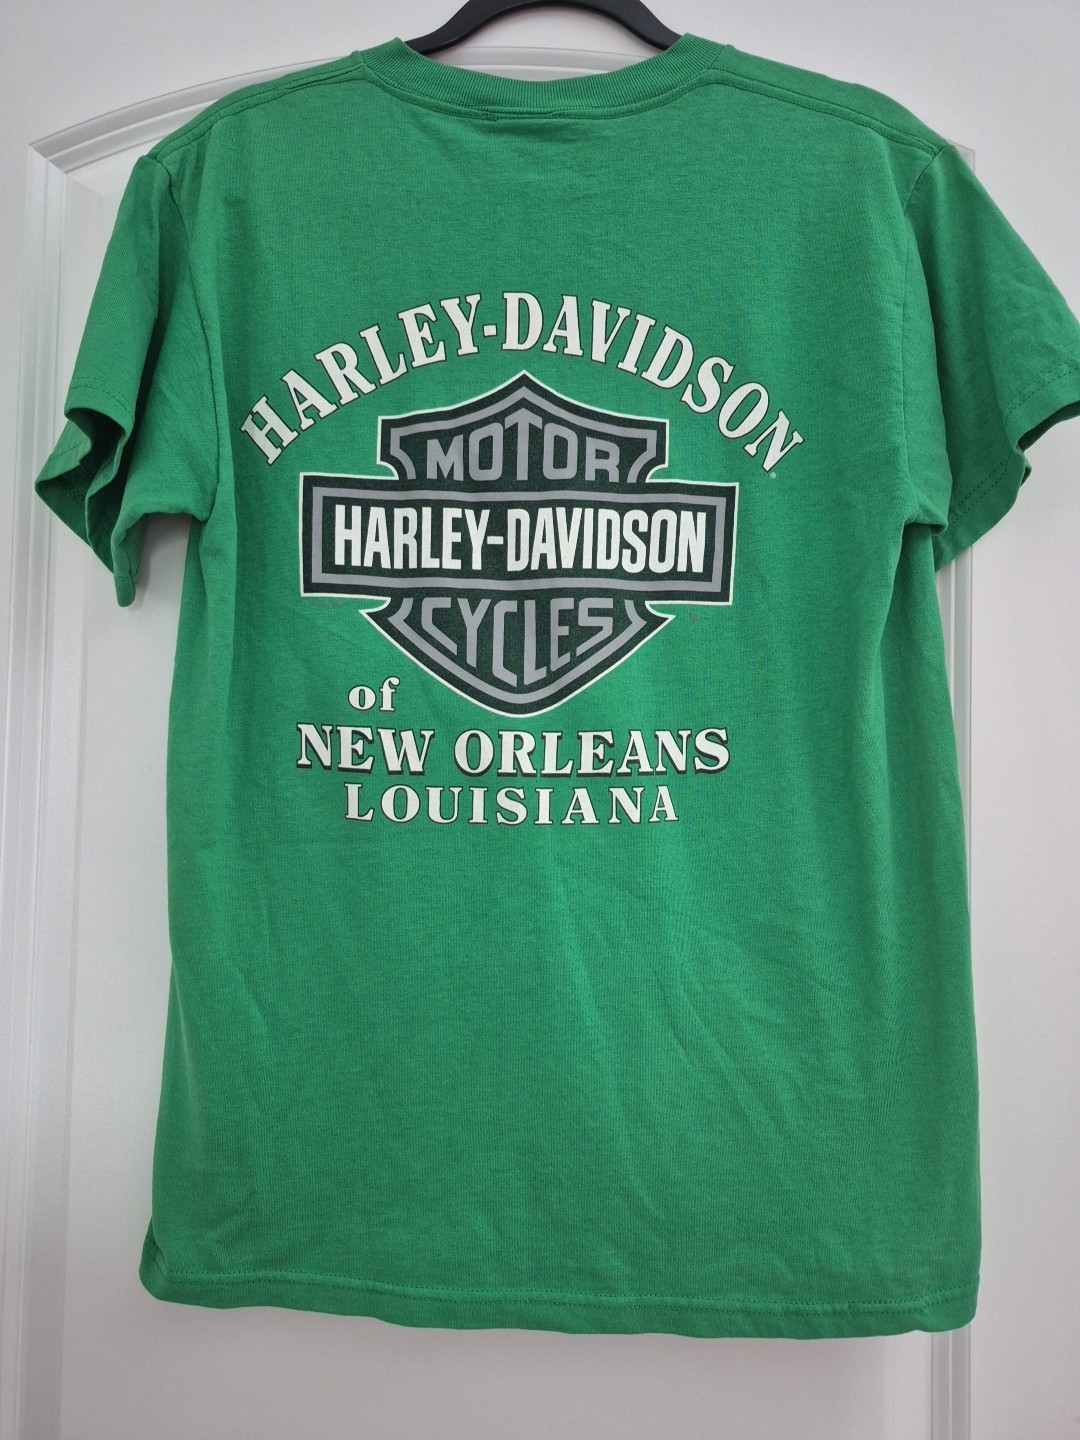 HARLEY-DAVIDSON
MOTOR
HARLEY-DAVIDSON
CYCLES
of
NEW ORLEANS
LOUISIANA